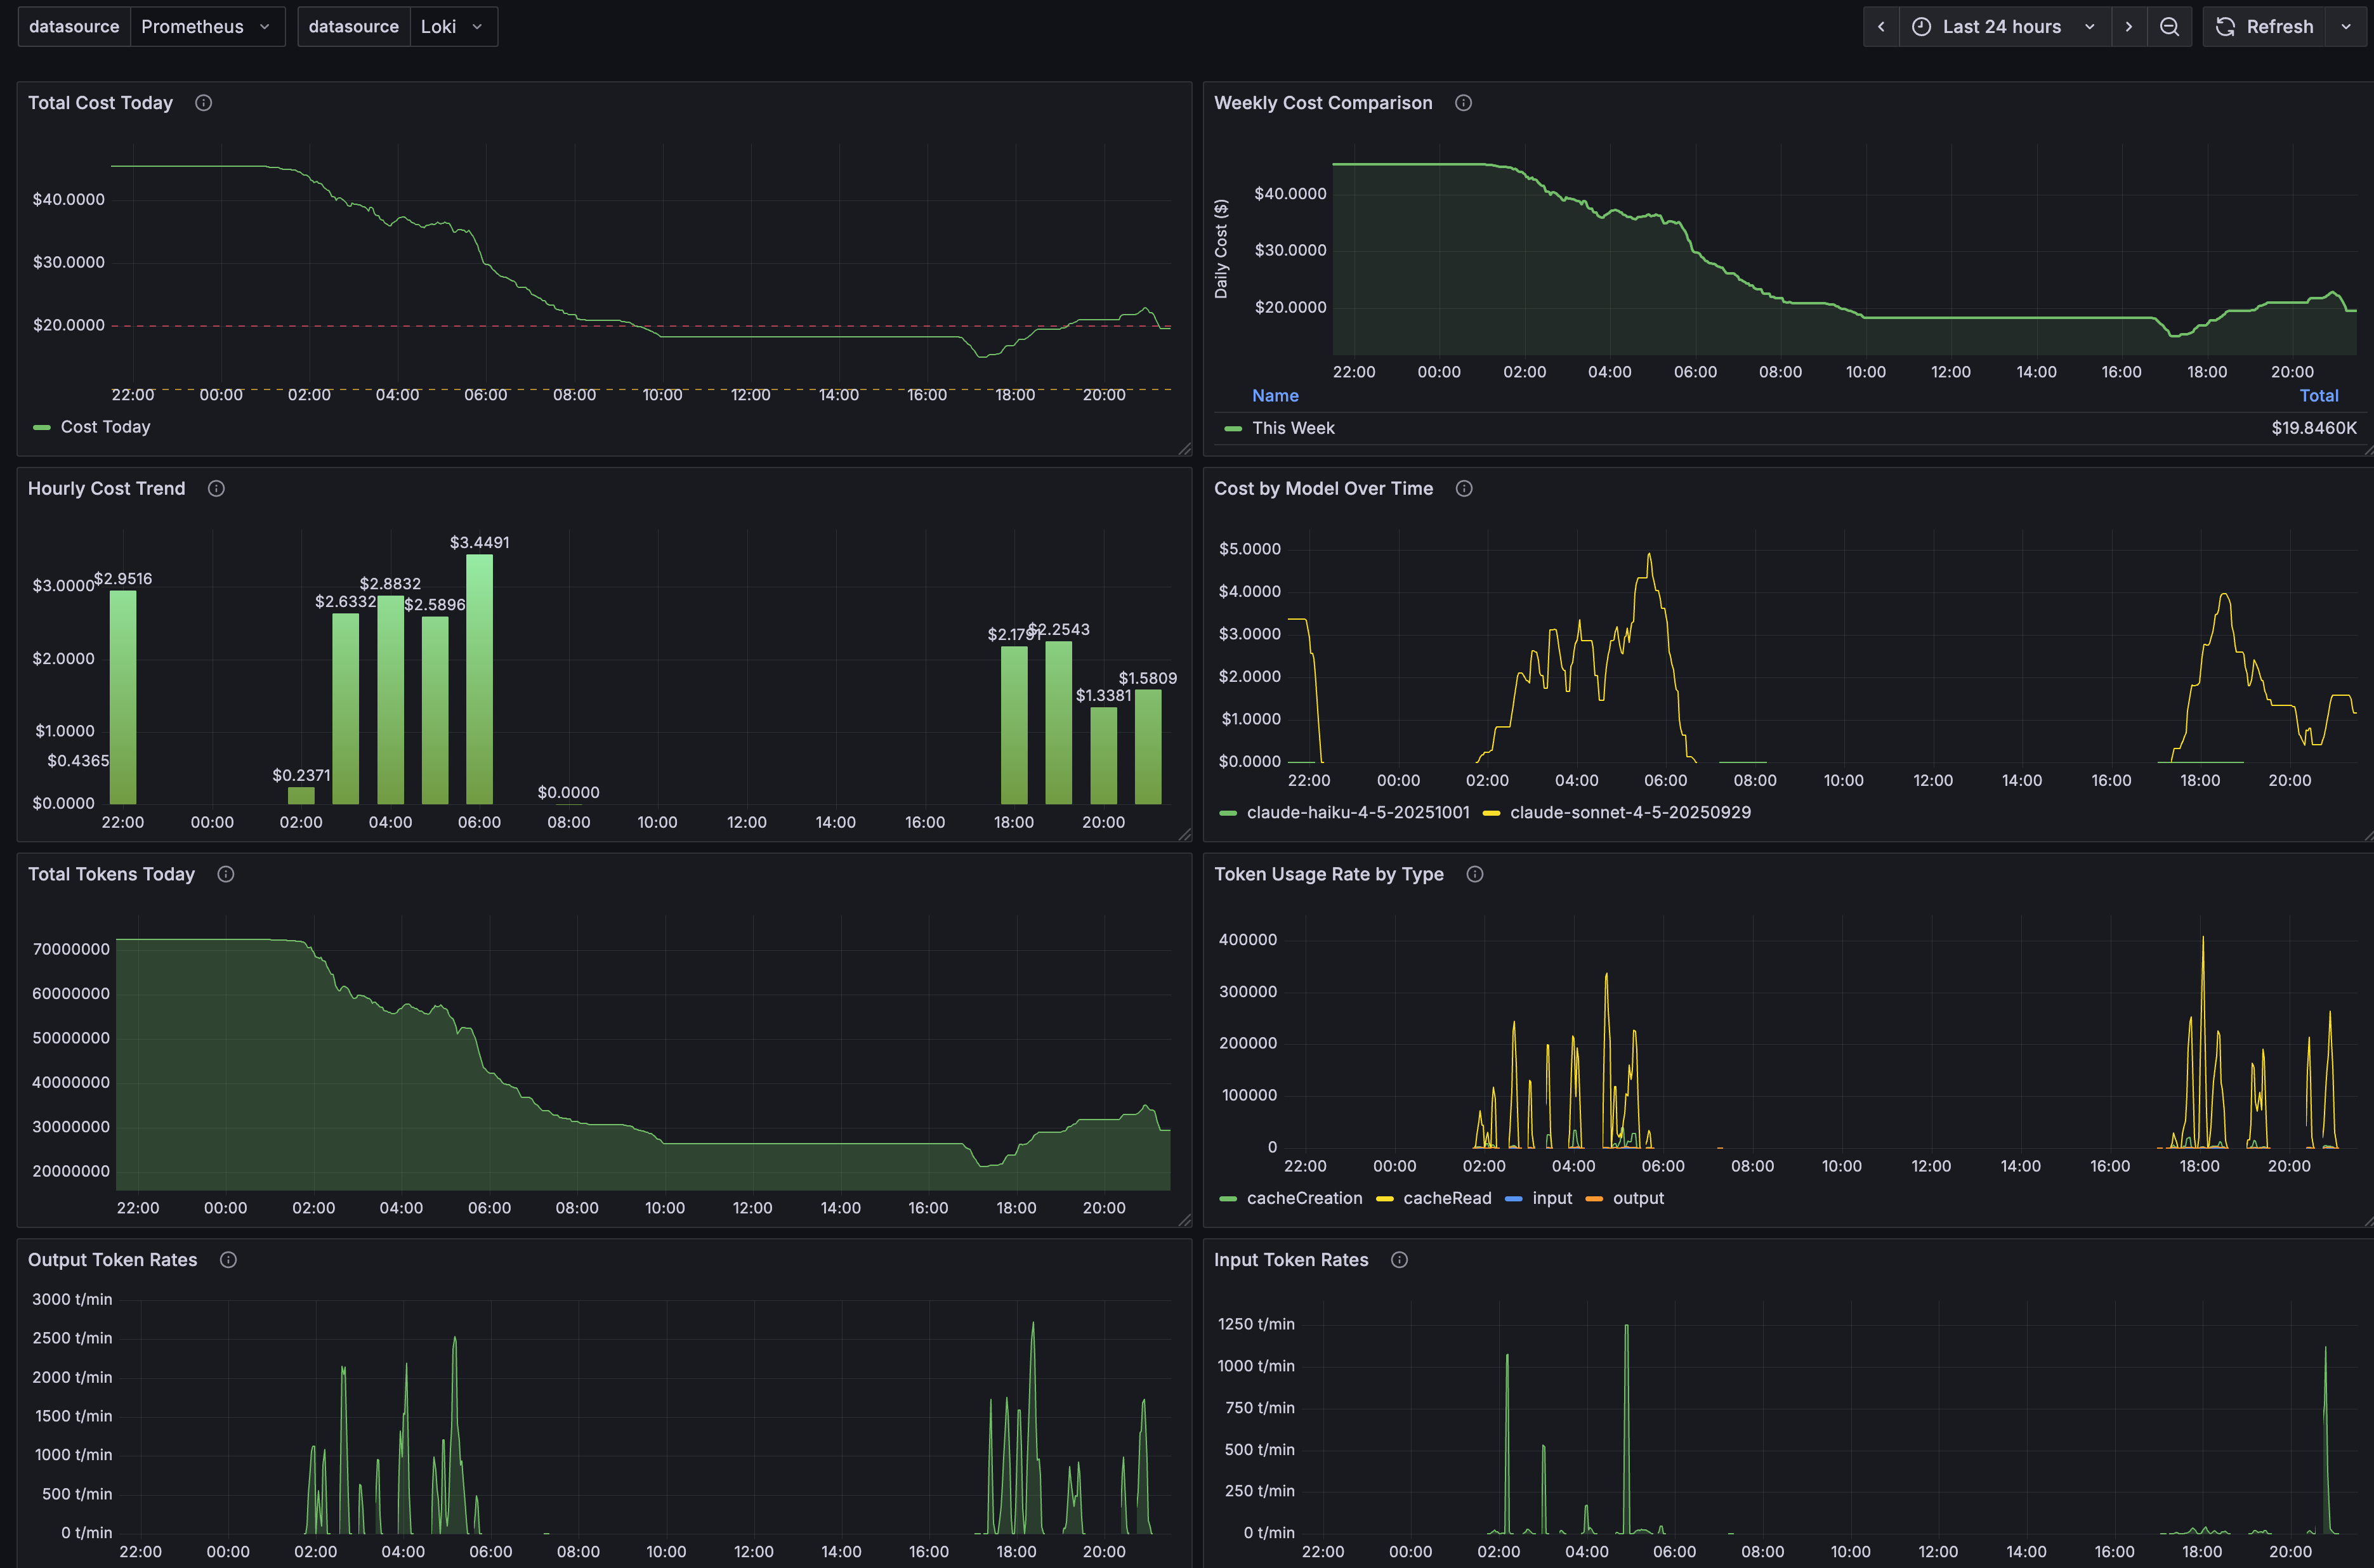 datasource Prometheus datasource Loki Last 24 hours Refresh
Total Cost Today
$40.0000
$30.0000
$20.0000
22:00 00:00 02:00 04:00 06:00 08:00 10:00 12:00 14:00 16:00 18:00 20:00
Cost Today
Weekly Cost Comparison
Daily Cost ($)
$40.0000
$30.0000
$20.0000
22:00 00:00 02:00 04:00 06:00 08:00 10:00 12:00 14:00 16:00 18:00 20:00
Name Total
This Week $19.8460K
Hourly Cost Trend
$3.0000
$2.0000
$1.0000
$0.0000
$0.4365
$2.9516
$0.2371
$2.6332
$2.8832
$2.5896
$3.4491
$0.0000
$2.1791
$2.2543
$1.3381
$1.5809
22:00 00:00 02:00 04:00 06:00 08:00 10:00 12:00 14:00 16:00 18:00 20:00
Cost by Model Over Time
$5.0000
$4.0000
$3.0000
$2.0000
$1.0000
$0.0000
22:00 00:00 02:00 04:00 06:00 08:00 10:00 12:00 14:00 16:00 18:00 20:00
claude-haiku-4-5-20251001 claude-sonnet-4-5-20250929
Total Tokens Today
70000000
60000000
50000000
40000000
30000000
20000000
22:00 00:00 02:00 04:00 06:00 08:00 10:00 12:00 14:00 16:00 18:00 20:00
Token Usage Rate by Type
400000
300000
200000
100000
0
22:00 00:00 02:00 04:00 06:00 08:00 10:00 12:00 14:00 16:00 18:00 20:00
cacheCreation cacheRead input output
Output Token Rates
3000 t/min
2500 t/min
2000 t/min
1500 t/min
1000 t/min
500 t/min
0 t/min
22:00 00:00 02:00 04:00 06:00 08:00 10:00 12:00 14:00 16:00 18:00 20:00
Input Token Rates
1250 t/min
1000 t/min
750 t/min
500 t/min
250 t/min
0 t/min
22:00 00:00 02:00 04:00 06:00 08:00 10:00 12:00 14:00 16:00 18:00 20:00